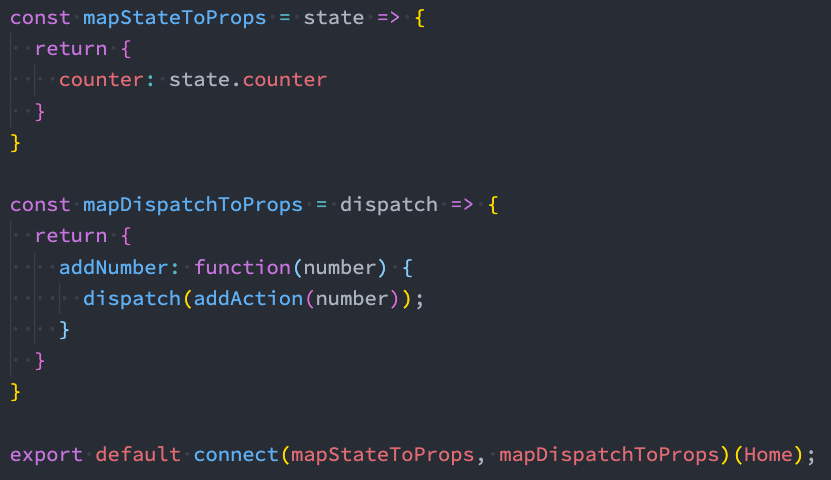 const mapStateToProps = state => {
  return {
    counter: state.counter
  }
}

const mapDispatchToProps = dispatch => {
  return {
    addNumber: function(number) {
      dispatch(addAction(number));
    }
  }
}

export default connect(mapStateToProps, mapDispatchToProps)(Home);